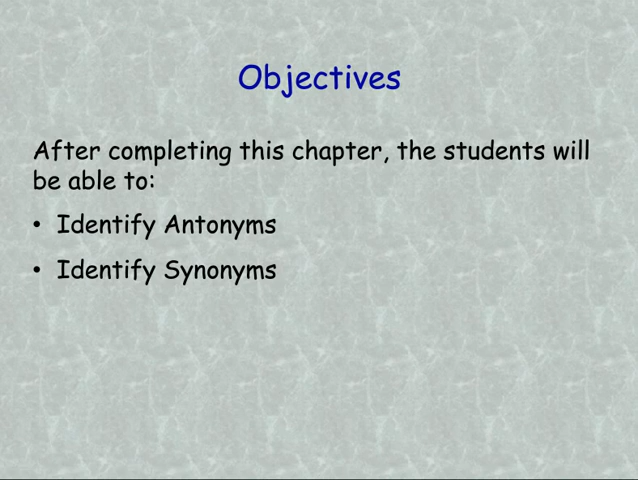 Objectives
After completing this chapter, the students will
be able to:
• Identify Antonyms
• Identify Synonyms